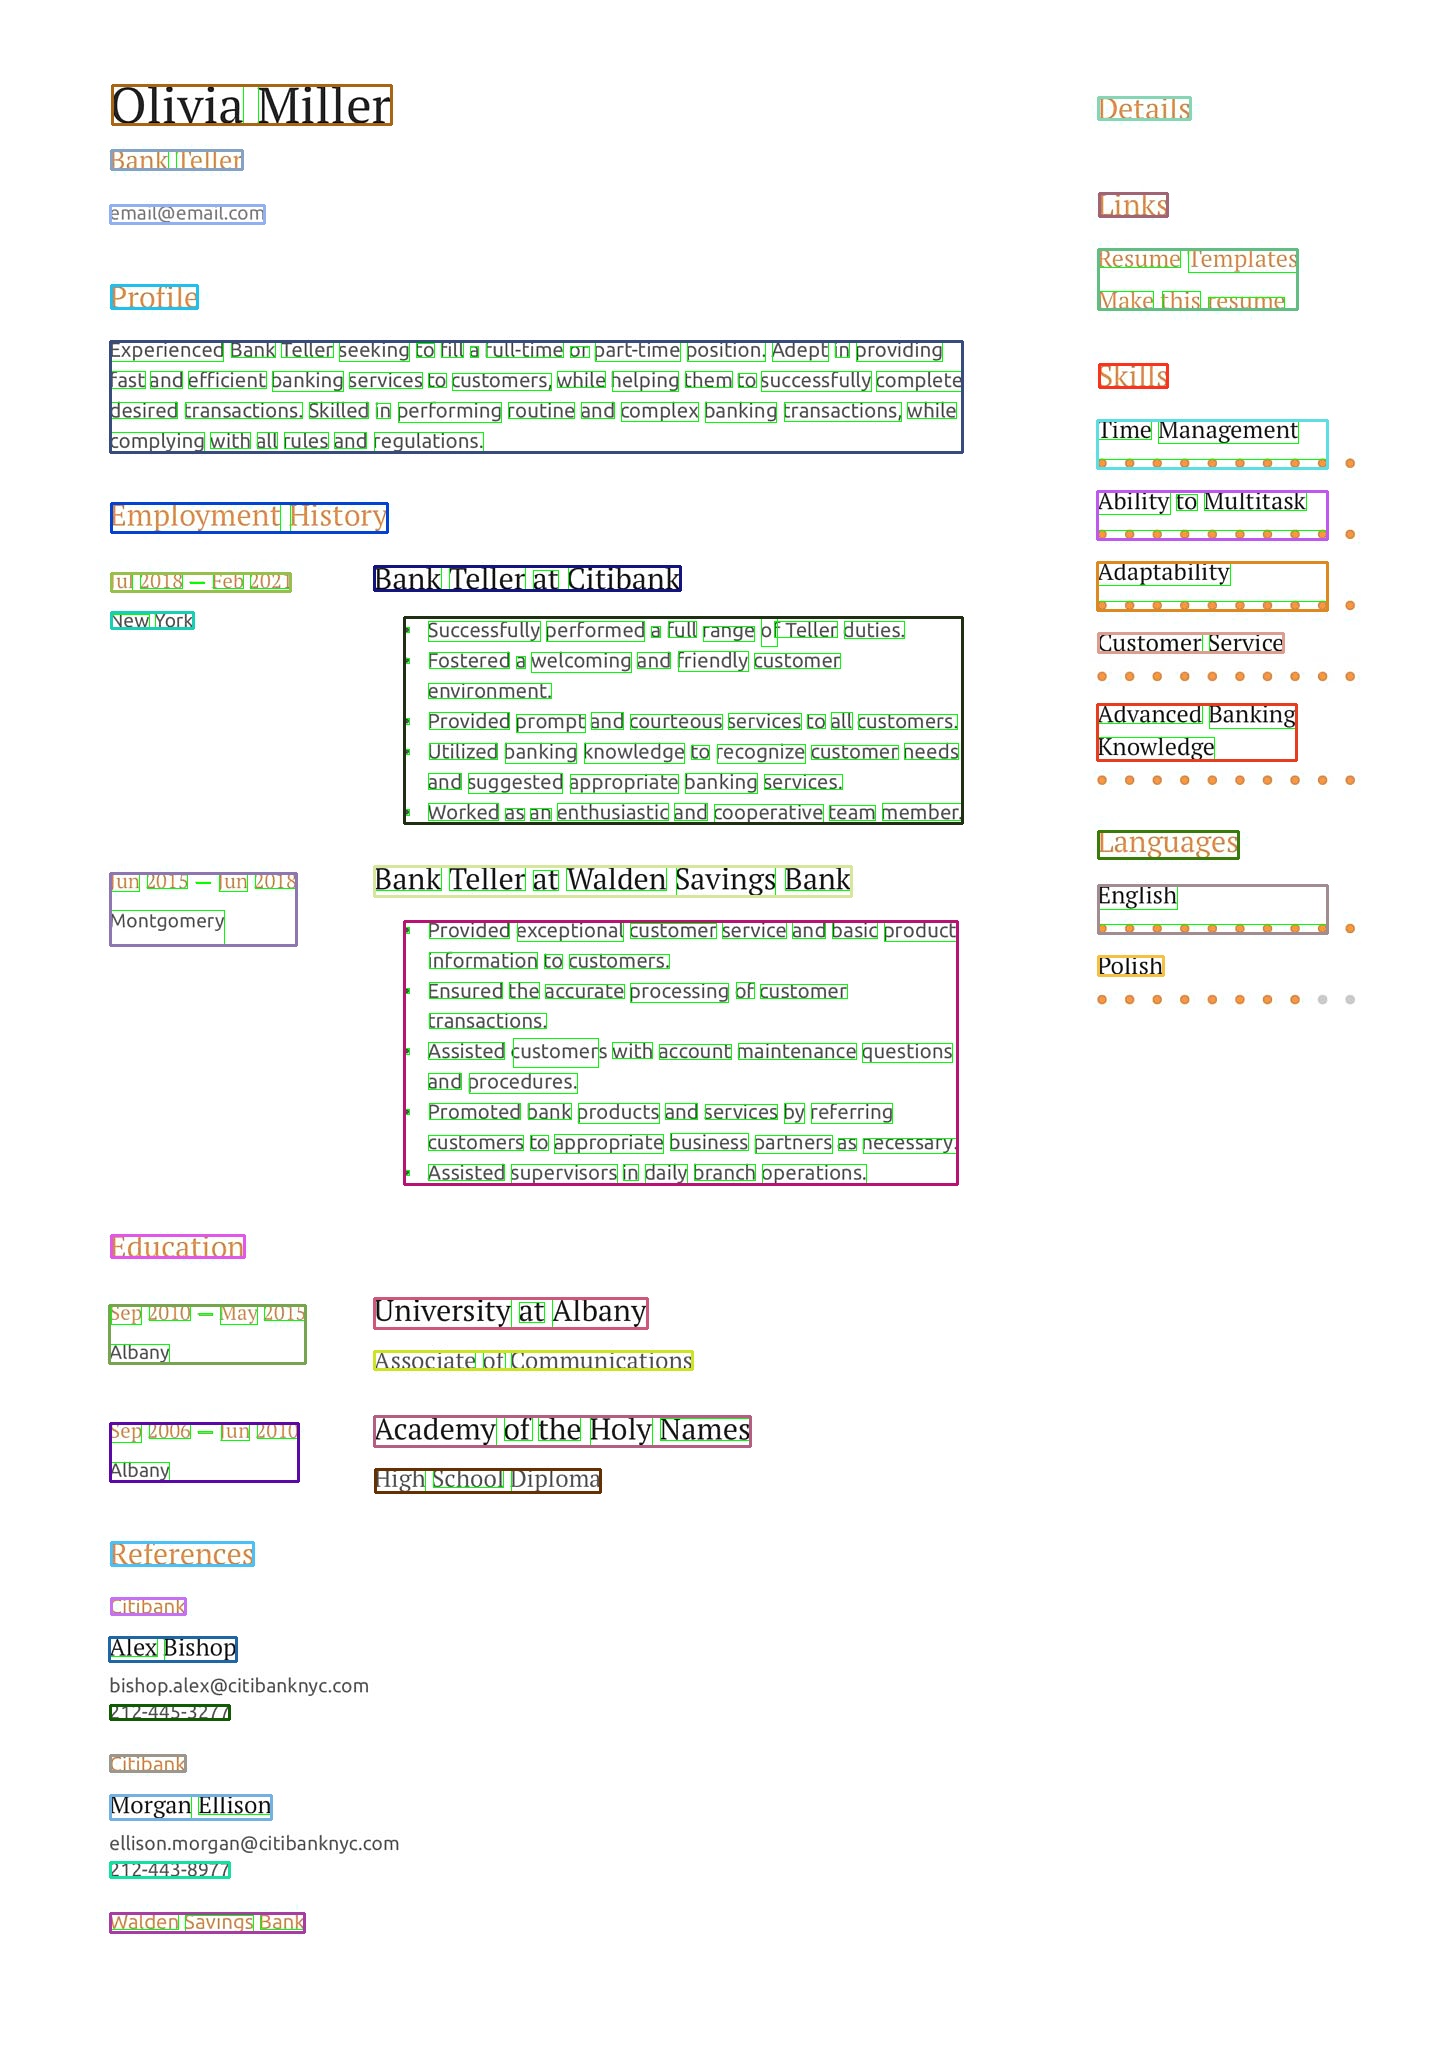 Olivia Miller
Bank Teller
email@email.com
Profile
Experienced Bank Teller seeking to fill a full-time or part-time position. Adept in providing
fast and efficient banking services to customers, while helping them to successfully complete
desired transactions. Skilled in performing routine and complex banking transactions, while
complying with all rules and regulations.
Employment History
Jul 2018 — Feb 2021
New York
Bank Teller at Citibank
• Successfully performed a full range of Teller duties.
• Fostered a welcoming and friendly customer
environment.
• Provided prompt and courteous services to all customers.
• Utilized banking knowledge to recognize customer needs
and suggested appropriate banking services.
• Worked as an enthusiastic and cooperative team member.
Jun 2015 — Jun 2018
Montgomery
Bank Teller at Walden Savings Bank
• Provided exceptional customer service and basic product
information to customers.
• Ensured the accurate processing of customer
transactions.
• Assisted customers with account maintenance questions
and procedures.
• Promoted bank products and services by referring
customers to appropriate business partners as necessary.
• Assisted supervisors in daily branch operations.
Education
Sep 2010 — May 2015
Albany
University at Albany
Associate of Communications
Sep 2006 — Jun 2010
Albany
Academy of the Holy Names
High School Diploma
References
Citibank
Alex Bishop
bishop.alex@citibanknyc.com
212-445-3277
Citibank
Morgan Ellison
ellison.morgan@citibanknyc.com
212-443-8977
Walden Savings Bank
Details
Links
Resume Templates
Make this resume
Skills
Time Management
Ability to Multitask
Adaptability
Customer Service
Advanced Banking
Knowledge
Languages
English
Polish